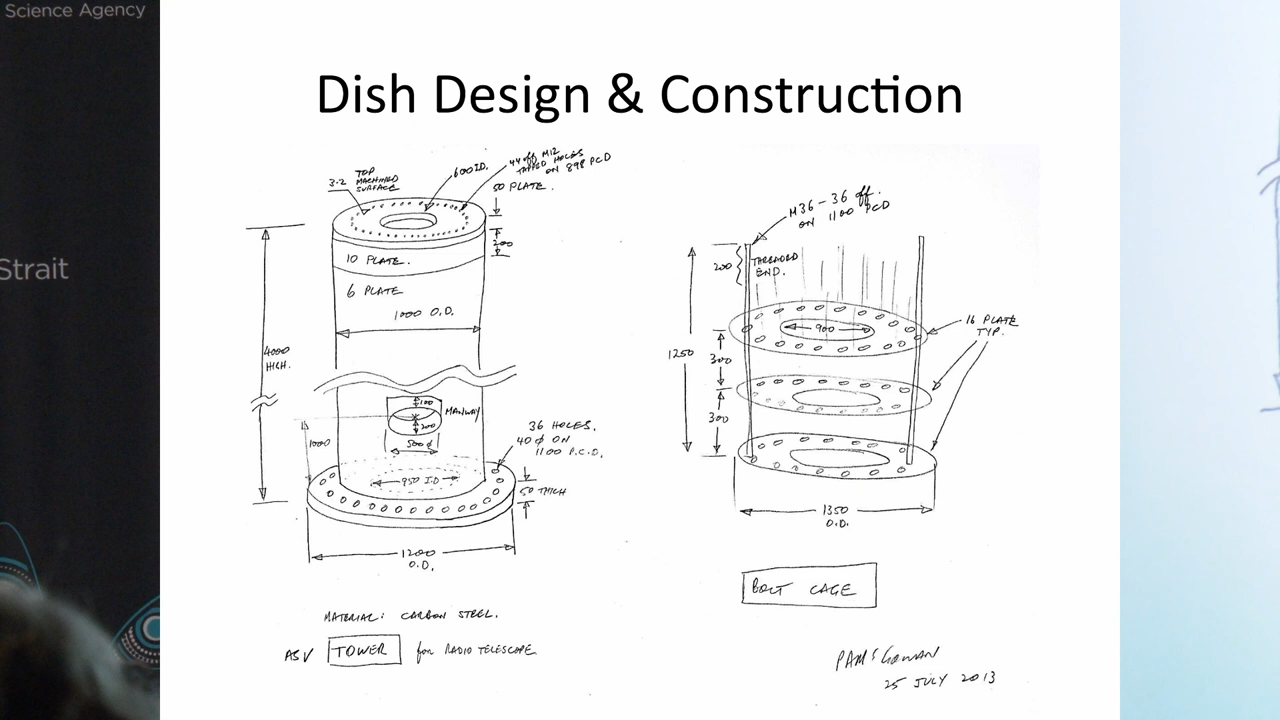 Science Agency
Strait
Dish Design & Construction
3.2
TOP
MACHINED
SURFACE
600 I.D.
44 off M12
TAPPED HOLES
ON 898 PCD
50 PLATE.
200
10 PLATE.
6 PLATE
1000 O.D.
4000
HIGH.
100
MANWAY
200
500 ϕ
1000
36 HOLES.
40 ϕ ON
1100 P.C.D.
950 I.D
50 THICH
1200
O.D.
MATERIAL: CARBON STEEL.
ASV TOWER for RADIO TELESCOPE
M36 - 36 off.
ON 1100 PCD
200
THREADED
END.
900
16 PLATE
TYP.
1250
300
300
1350
O.D.
BOLT CAGE
PAMcGOWAN
25 JULY 2013